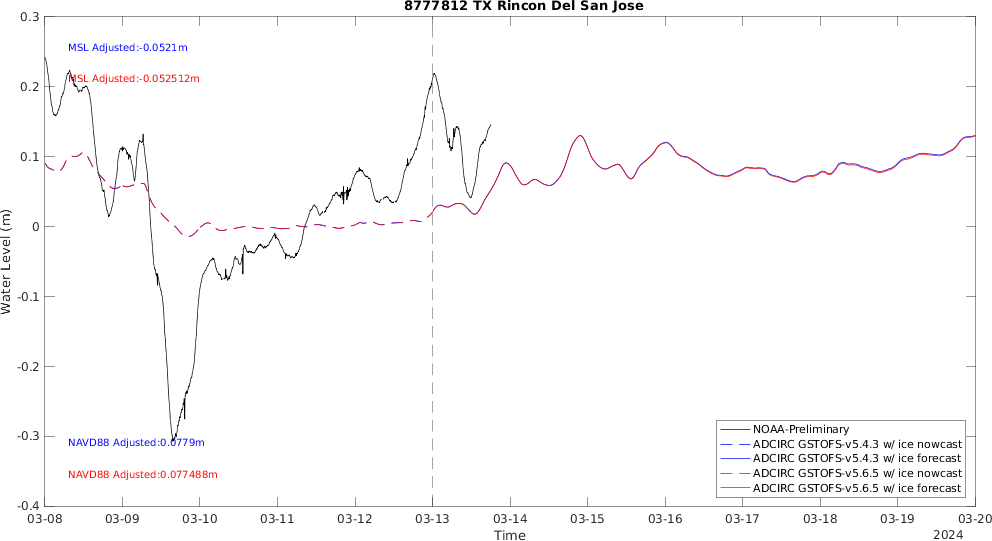 8777812 TX Rincon Del San Jose
MSL Adjusted:-0.0521m
MSL Adjusted:-0.052512m
NAVD88 Adjusted:0.0779m
NAVD88 Adjusted:0.077488m
Water Level (m)
0.3
0.2
0.1
0
-0.1
-0.2
-0.3
-0.4
NOAA-Preliminary
ADCIRC GSTOFS-v5.4.3 w/ ice nowcast
ADCIRC GSTOFS-v5.4.3 w/ ice forecast
ADCIRC GSTOFS-v5.6.5 w/ ice nowcast
ADCIRC GSTOFS-v5.6.5 w/ ice forecast
03-08 03-09 03-10 03-11 03-12 03-13 03-14 03-15 03-16 03-17 03-18 03-19 03-20
Time
2024